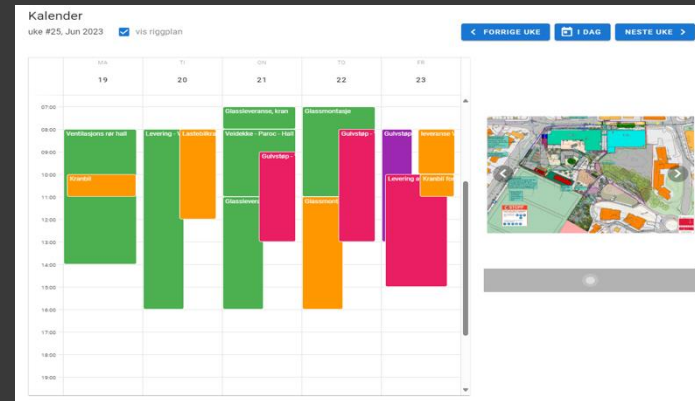 Kalender
uke #25, Jun 2023 vis riggplan
FORRIGE UKE I DAG NESTE UKE
MA TI ON TO FR
19 20 21 22 23
07:00
08:00
09:00
10:00
11:00
12:00
13:00
14:00
15:00
16:00
17:00
18:00
19:00
Ventilasjons rør hall
Kranbil
Levering - V
Glassleveranse, kran
Veidekke - Paroc - Hall
Gulvstøp -
Glassmontasje
Gulvstøp -
Glassmont
Gulvstøp
Levering a
Kranbil for